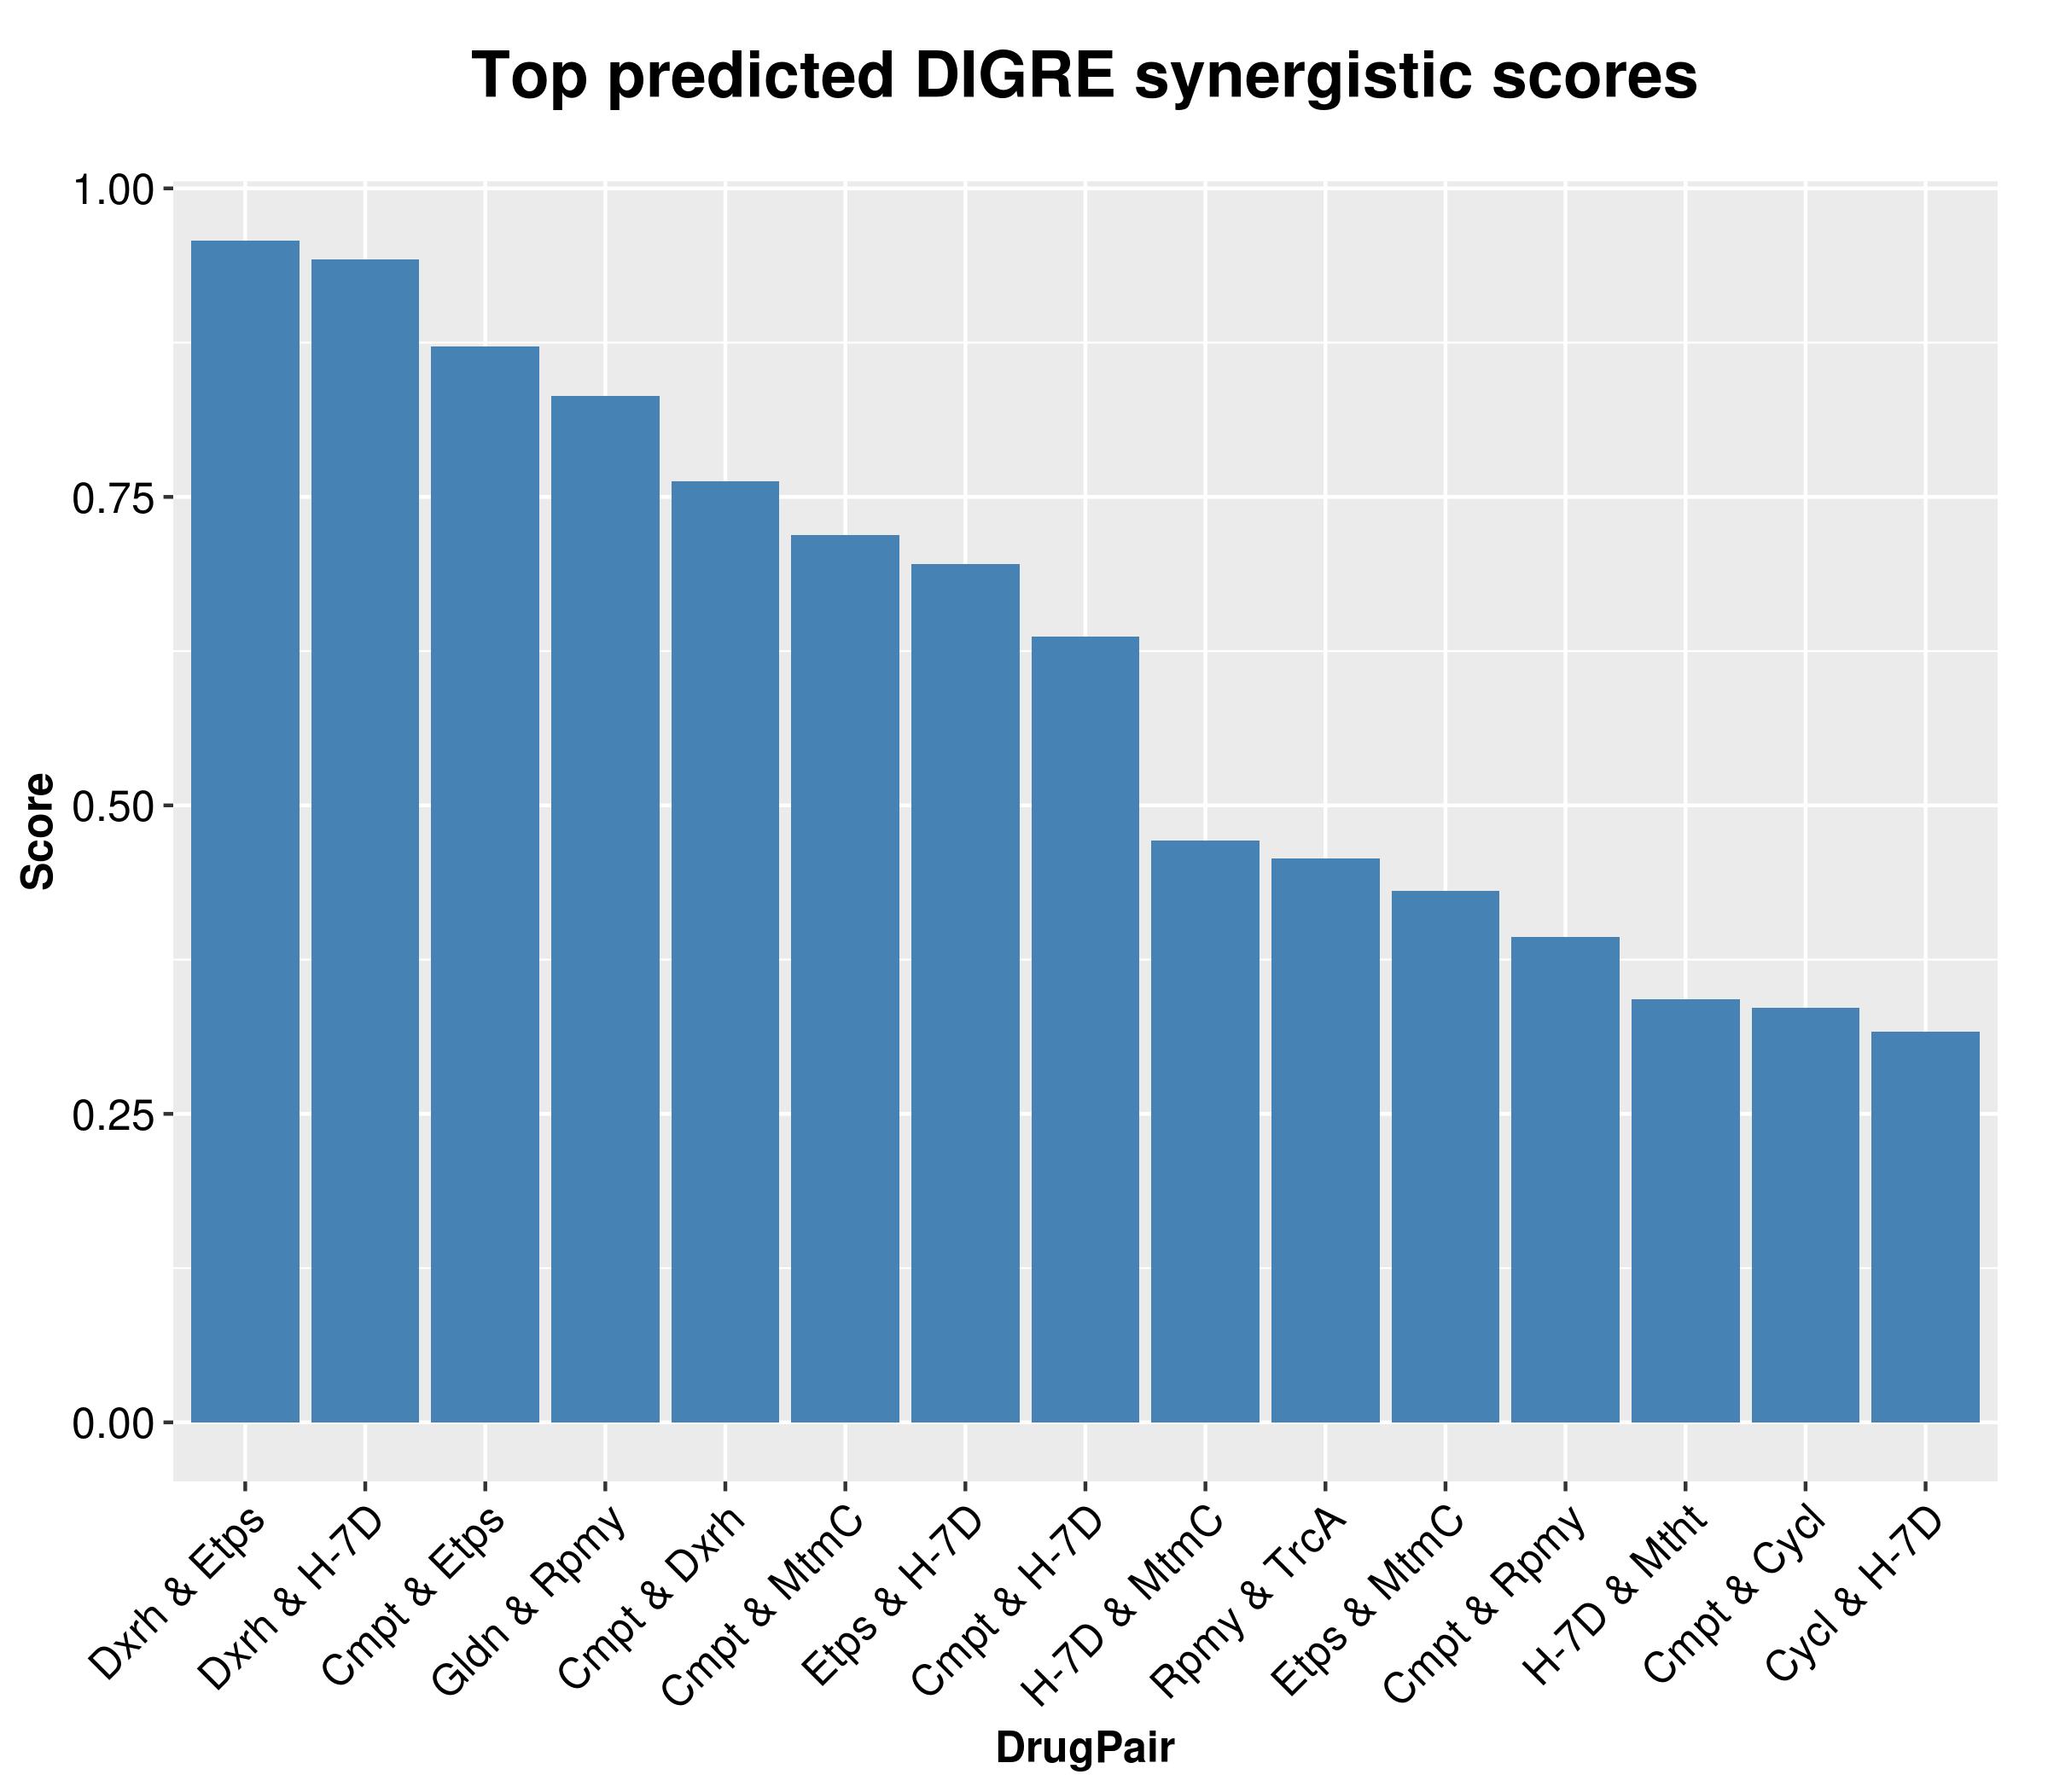 Top predicted DIGRE synergistic scores
1.00
0.75
0.50
0.25
0.00
Score
Dxrh & Etps
Dxrh & H-7D
Cmpt & Etps
Gldn & Rpmy
Cmpt & Dxrh
Cmpt & MtmC
Etps & H-7D
Cmpt & H-7D
H-7D & MtmC
Rpmy & TrcA
Etps & MtmC
Cmpt & Rpmy
H-7D & Mtht
Cmpt & Cycl
Cycl & H-7D
DrugPair